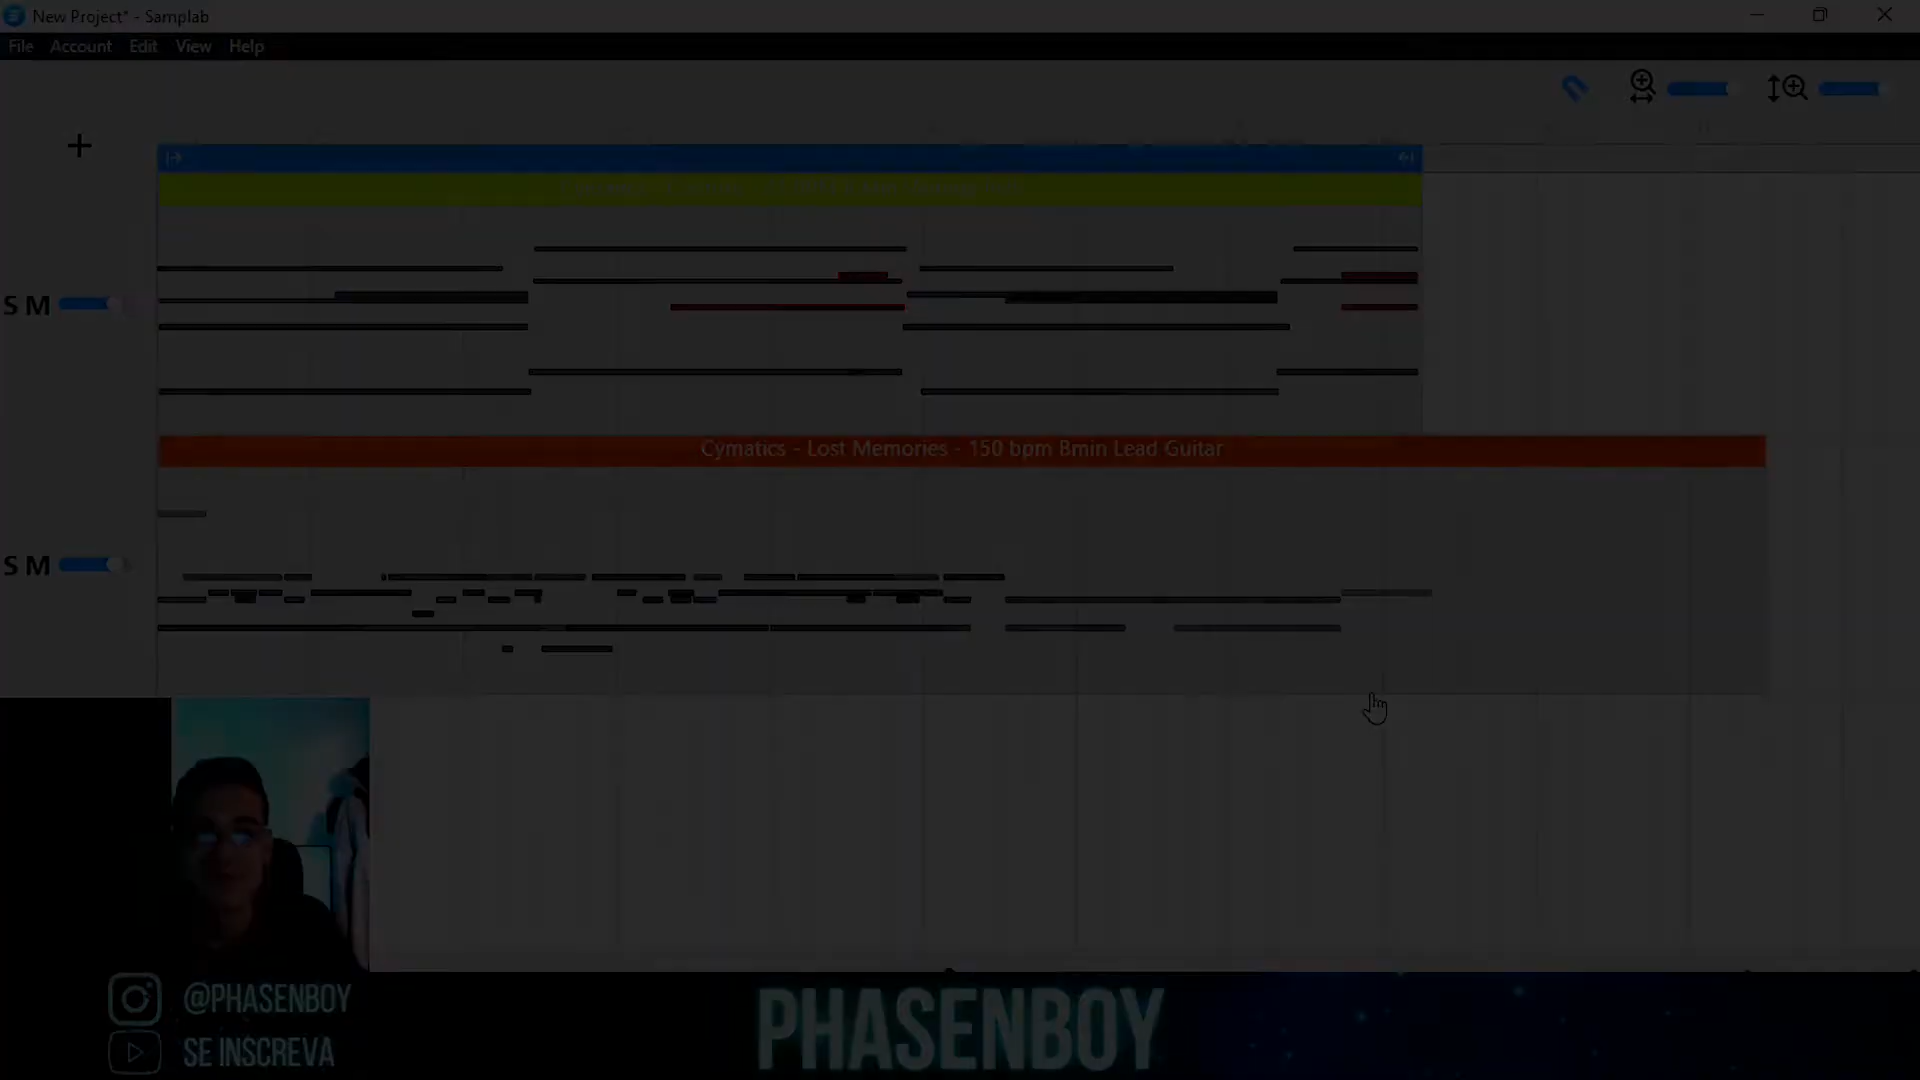 New Project* - Samplab
File Account Edit View Help
S M
Cymatics - Lost Memories - 150 bpm Bmin Lead Guitar
S M
@PHASENBOY
SE INSCREVA
PHASENBOY